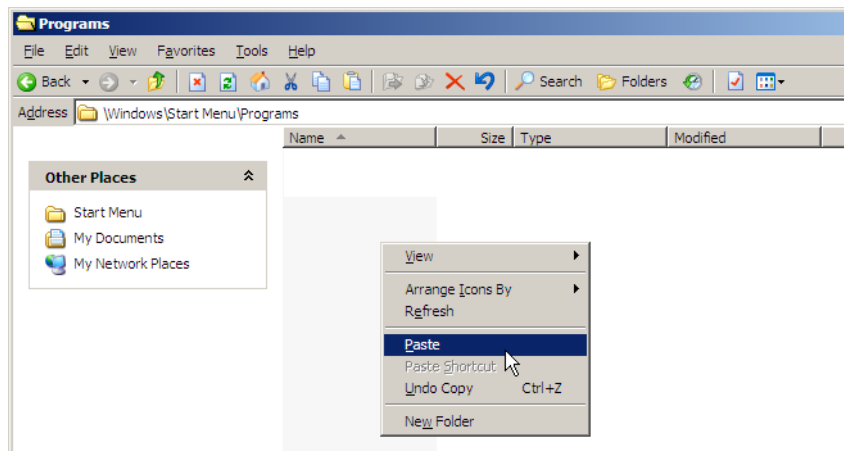 Programs
File Edit View Favorites Tools Help
Back Search Folders
Address \Windows\Start Menu\Programs
Name Size Type Modified
Other Places
Start Menu
My Documents
My Network Places
View
Arrange Icons By
Refresh
Paste
Paste Shortcut
Undo Copy Ctrl+Z
New Folder